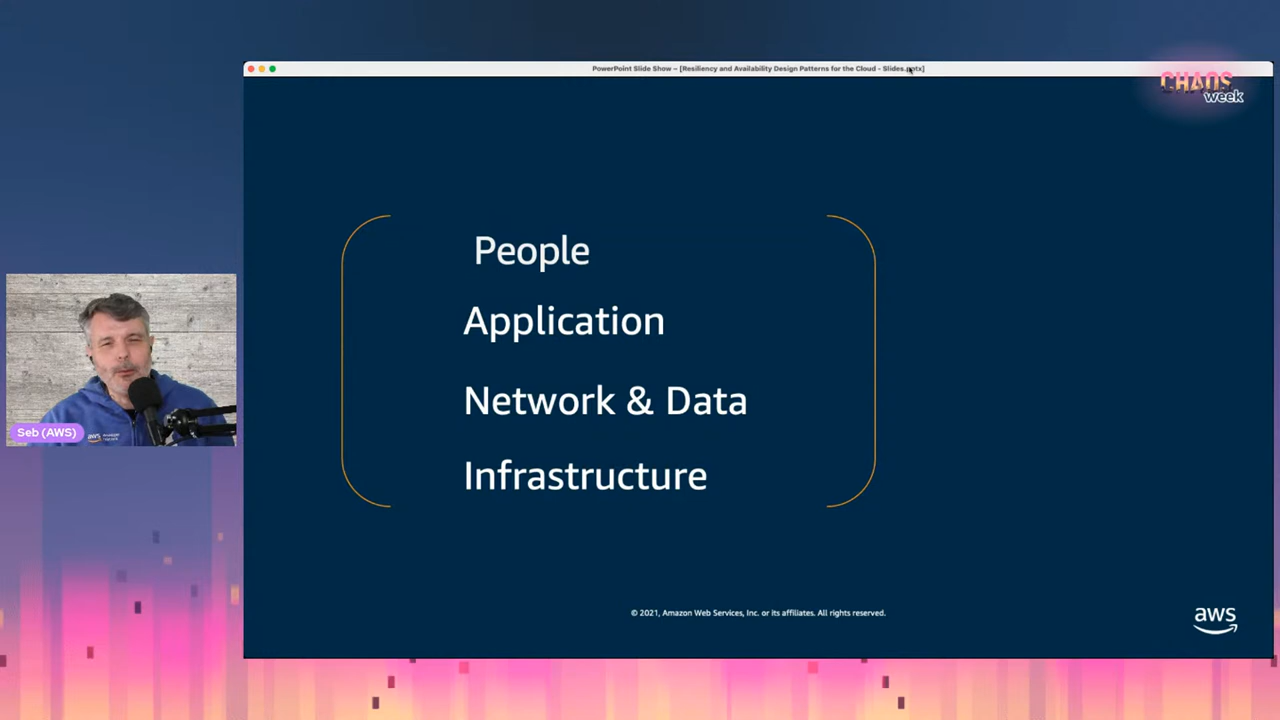 PowerPoint Slide Show – [Resiliency and Availability Design Patterns for the Cloud - Slides.pptx]
CHAOS
week
People
Application
Network & Data
Infrastructure
Seb (AWS)
aws
© 2021, Amazon Web Services, Inc. or its affiliates. All rights reserved.
aws